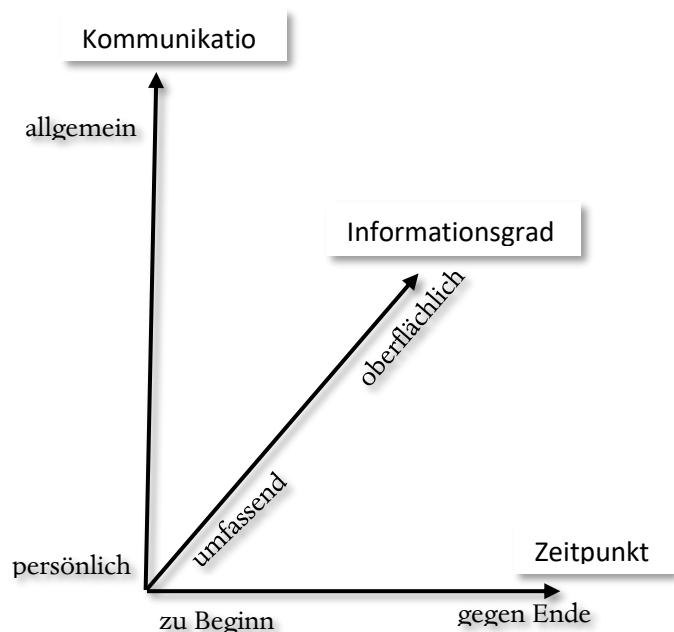 Kommunikatio
allgemein
Informationsgrad
oberflächlich
umfassend
persönlich
Zeitpunkt
zu Beginn
gegen Ende